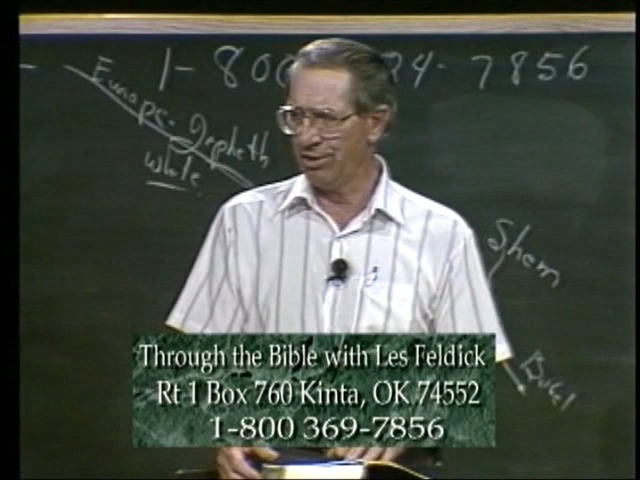 1-800 24-7856
Europe-
Japheth
Shem
Through the Bible with Les Feldick
Rt 1 Box 760 Kinta, OK 74552
1-800 369-7856